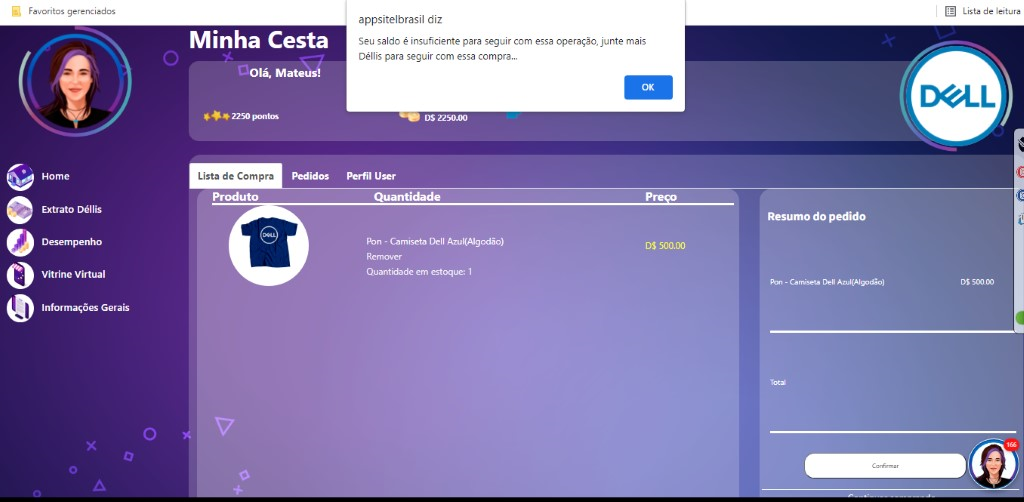 Favoritos gerenciados
Lista de leitura
appsitelbrasil diz
Seu saldo é insuficiente para seguir com essa operação, junte mais
Déllis para seguir com essa compra...
OK
Minha Cesta
Olá, Mateus!
2250 pontos
D$ 2250.00
DELL
Home
Extrato Déllis
Desempenho
Vitrine Virtual
Informações Gerais
Lista de Compra
Pedidos
Perfil User
Produto
Quantidade
Preço
DELL
Pon - Camiseta Dell Azul(Algodão)
Remover
Quantidade em estoque: 1
D$ 500.00
Resumo do pedido
Pon - Camiseta Dell Azul(Algodão)
D$ 500.00
Total
Confirmar
166